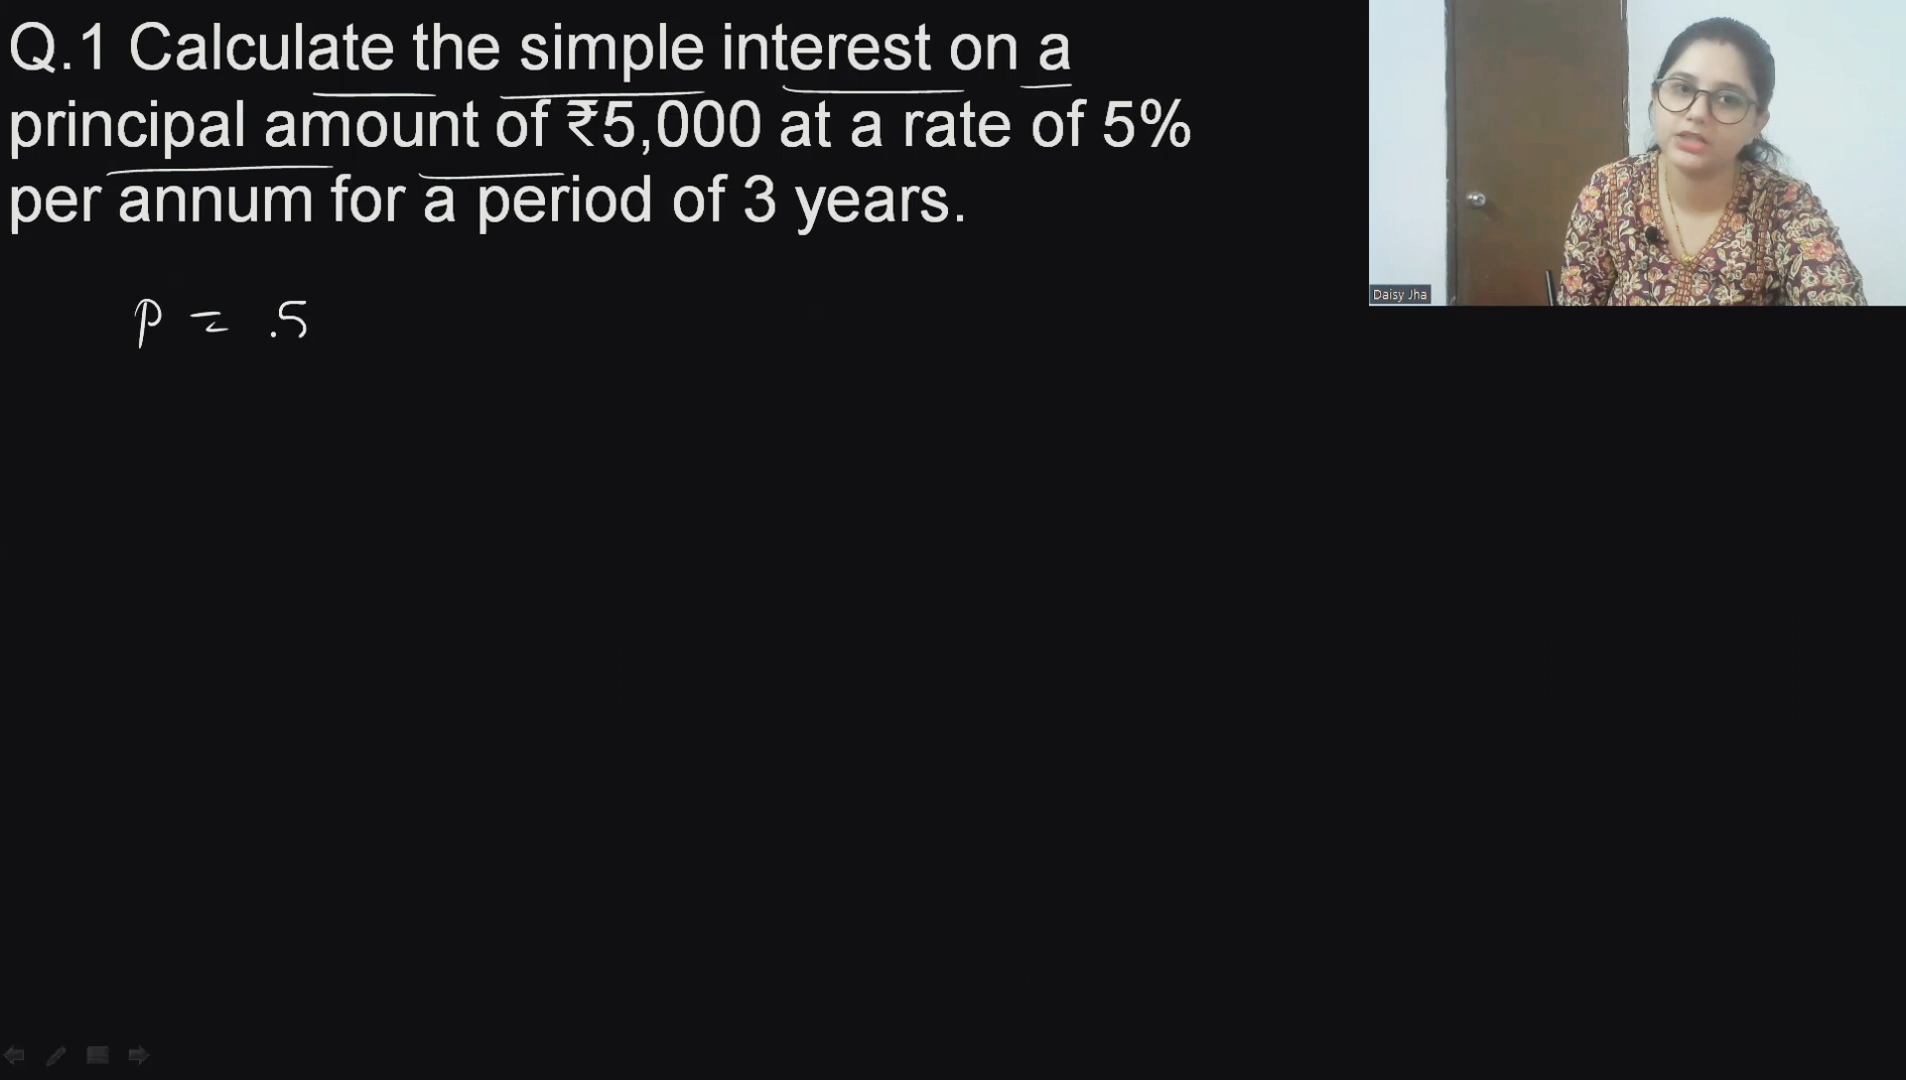 Q.1 Calculate the simple interest on a
principal amount of ₹5,000 at a rate of 5%
per annum for a period of 3 years.
P = .5
Daisy Jha